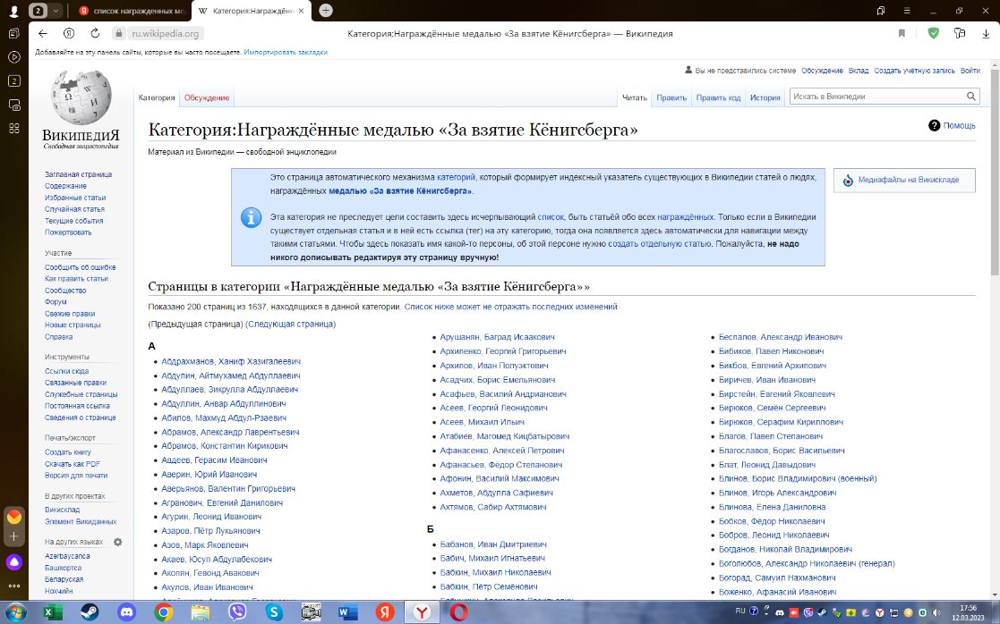 2
список награжденных ме
Категория:Награждённ
ru.wikipedia.org
Категория:Награждённые медалью «За взятие Кёнигсберга» — Википедия
Добавляйте на эту панель сайты, которые вы часто посещаете. Импортировать закладки
Вы не представились системе Обсуждение Вклад Создать учётную запись Войти
Категория Обсуждение
Читать Править Править код История
Искать в Википедии
ВИКИПЕДИЯ
Свободная энциклопедия
Заглавная страница
Содержание
Избранные статьи
Случайная статья
Текущие события
Пожертвовать
Участие
Сообщить об ошибке
Как править статьи
Сообщество
Форум
Свежие правки
Новые страницы
Справка
Инструменты
Ссылки сюда
Связанные правки
Служебные страницы
Постоянная ссылка
Сведения о странице
Печать/экспорт
Создать книгу
Скачать как PDF
Версия для печати
В других проектах
Викисклад
Элемент Викиданных
На других языках
Azərbaycanca
Башҡортса
Беларуская
Нохчийн
Категория:Награждённые медалью «За взятие Кёнигсберга»
Помощь
Материал из Википедии — свободной энциклопедии
Это страница автоматического механизма категорий, который формирует индексный указатель существующих в Википедии статей о людях,
награждённых медалью «За взятие Кёнигсберга».
Эта категория не преследует цели составить здесь исчерпывающий список, быть статьёй обо всех награждённых. Только если в Википедии
существует отдельная статья и в ней есть ссылка (тег) на эту категорию, тогда она появляется здесь автоматически для навигации между
такими статьями. Чтобы здесь показать имя какой-то персоны, об этой персоне нужно создать отдельную статью. Пожалуйста, не надо
никого дописывать редактируя эту страницу вручную!
Медиафайлы на Викискладе
Страницы в категории «Награждённые медалью «За взятие Кёнигсберга»»
Показано 200 страниц из 1637, находящихся в данной категории. Список ниже может не отражать последних изменений.
(Предыдущая страница) (Следующая страница)
А
Абдрахманов, Ханиф Хазигалеевич
Абдулин, Айтмухамед Абдуллаевич
Абдуллаев, Зикрулла Абдуллаевич
Абдуллин, Анвар Абдуллинович
Абилов, Махмуд Абдул-Рзаевич
Абрамов, Александр Лаврентьевич
Абрамов, Константин Кирикович
Авдеев, Герасим Иванович
Аверин, Юрий Иванович
Аверьянов, Валентин Григорьевич
Агранович, Евгений Данилович
Агурин, Леонид Иванович
Азаров, Пётр Лукьянович
Азов, Марк Яковлевич
Акаев, Юсуп Абдулабекович
Акопян, Гевонд Авакович
Акулов, Иван Иванович
Арушанян, Баград Исаакович
Архипенко, Георгий Григорьевич
Архипов, Иван Полуэктович
Асадчих, Борис Емельянович
Асафьев, Василий Андрианович
Асеев, Георгий Леонидович
Асеев, Михаил Ильич
Атабиев, Магомед Кицбатырович
Афанасенко, Алексей Петрович
Афанасьев, Фёдор Степанович
Афонин, Василий Максимович
Ахметов, Абдулла Сафиевич
Ахтямов, Сабир Ахтямович
Б
Бабанов, Иван Дмитриевич
Бабич, Михаил Игнатьевич
Бабкин, Михаил Николаевич
Бабкин, Пётр Семёнович
Беспалов, Александр Иванович
Бибиков, Павел Никонович
Бикбов, Евгений Архипович
Биричев, Иван Иванович
Бирстейн, Евгений Яковлевич
Бирюков, Семён Сергеевич
Бирюков, Серафим Кириллович
Благов, Павел Степанович
Благославов, Борис Васильевич
Блат, Леонид Давыдович
Блинов, Борис Владимирович (военный)
Блинов, Игорь Александрович
Блинова, Елена Даниловна
Бобков, Фёдор Николаевич
Бобров, Леонид Николаевич
Богданов, Николай Владимирович
Боголюбов, Александр Николаевич (генерал)
Богорад, Самуил Нахманович
Боженко, Афанасий Иванович
RU
17:56
12.03.2023